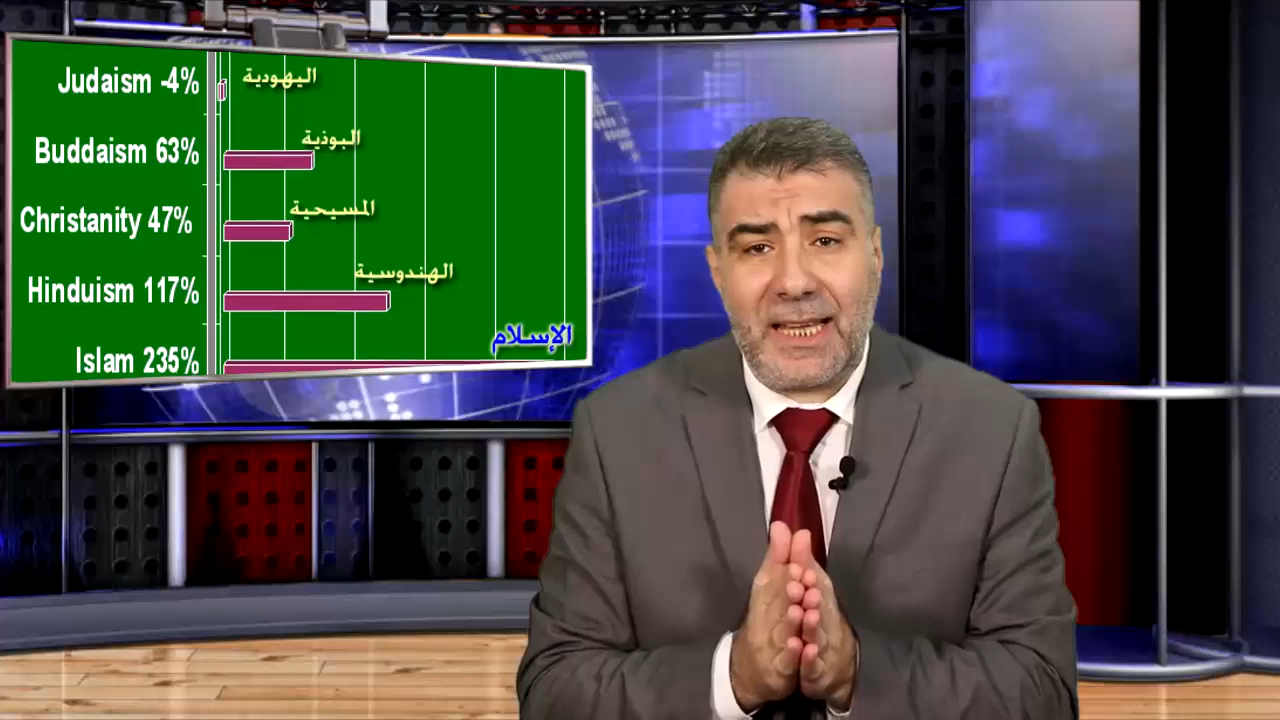 Judaism -4% اليهودية
Buddaism 63% البوذية
Christanity 47% المسيحية
Hinduism 117% الهندوسية
Islam 235% الإسلام